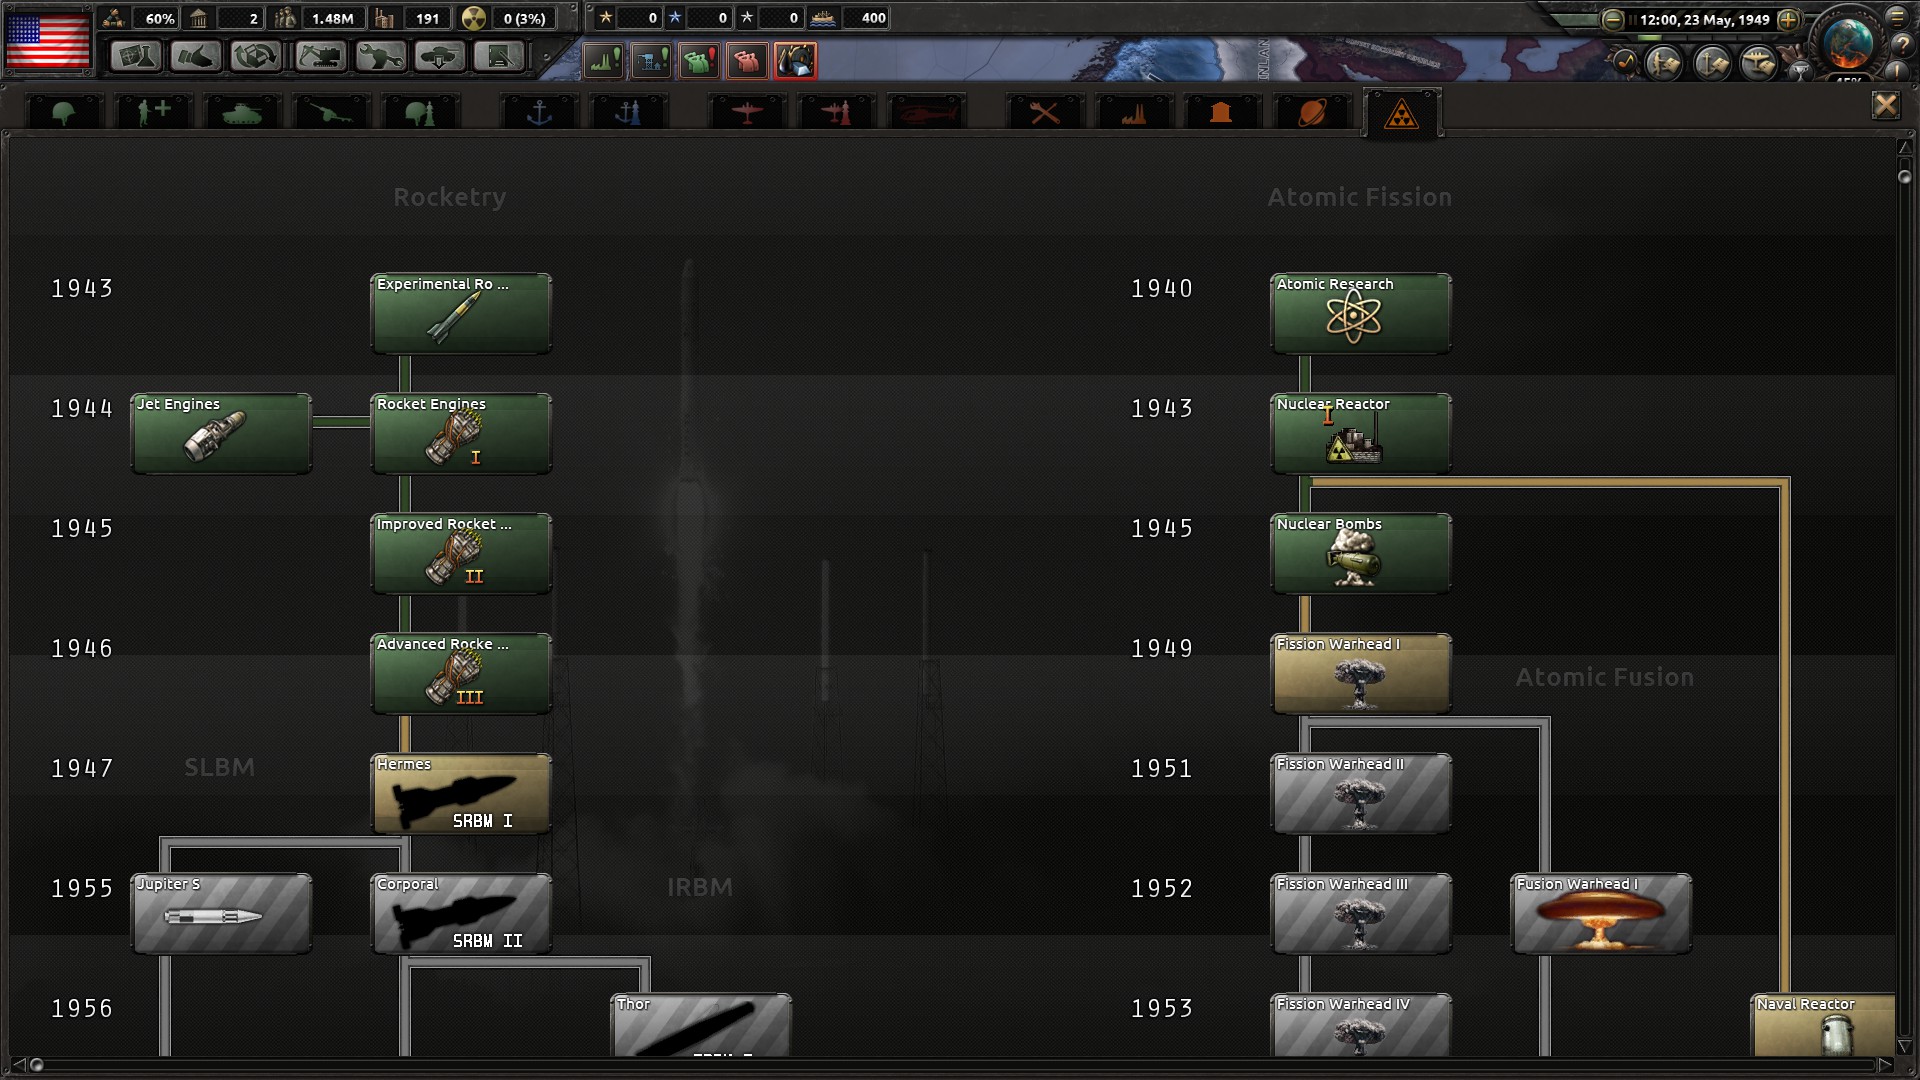 60%
2
1.48M
191
0 (3%)
0
0
0
400
12:00, 23 May, 1949
Rocketry
Atomic Fission
1943
Experimental Ro ...
1940
Atomic Research
1944
Jet Engines
Rocket Engines
I
1943
Nuclear Reactor
I
1945
Improved Rocket ...
II
1945
Nuclear Bombs
1946
Advanced Rocke ...
III
1949
Fission Warhead I
Atomic Fusion
1947
SLBM
Hermes
SRBM I
1951
Fission Warhead II
1955
Jupiter S
Corporal
SRBM II
IRBM
1952
Fission Warhead III
Fusion Warhead I
1956
Thor
1953
Fission Warhead IV
Naval Reactor